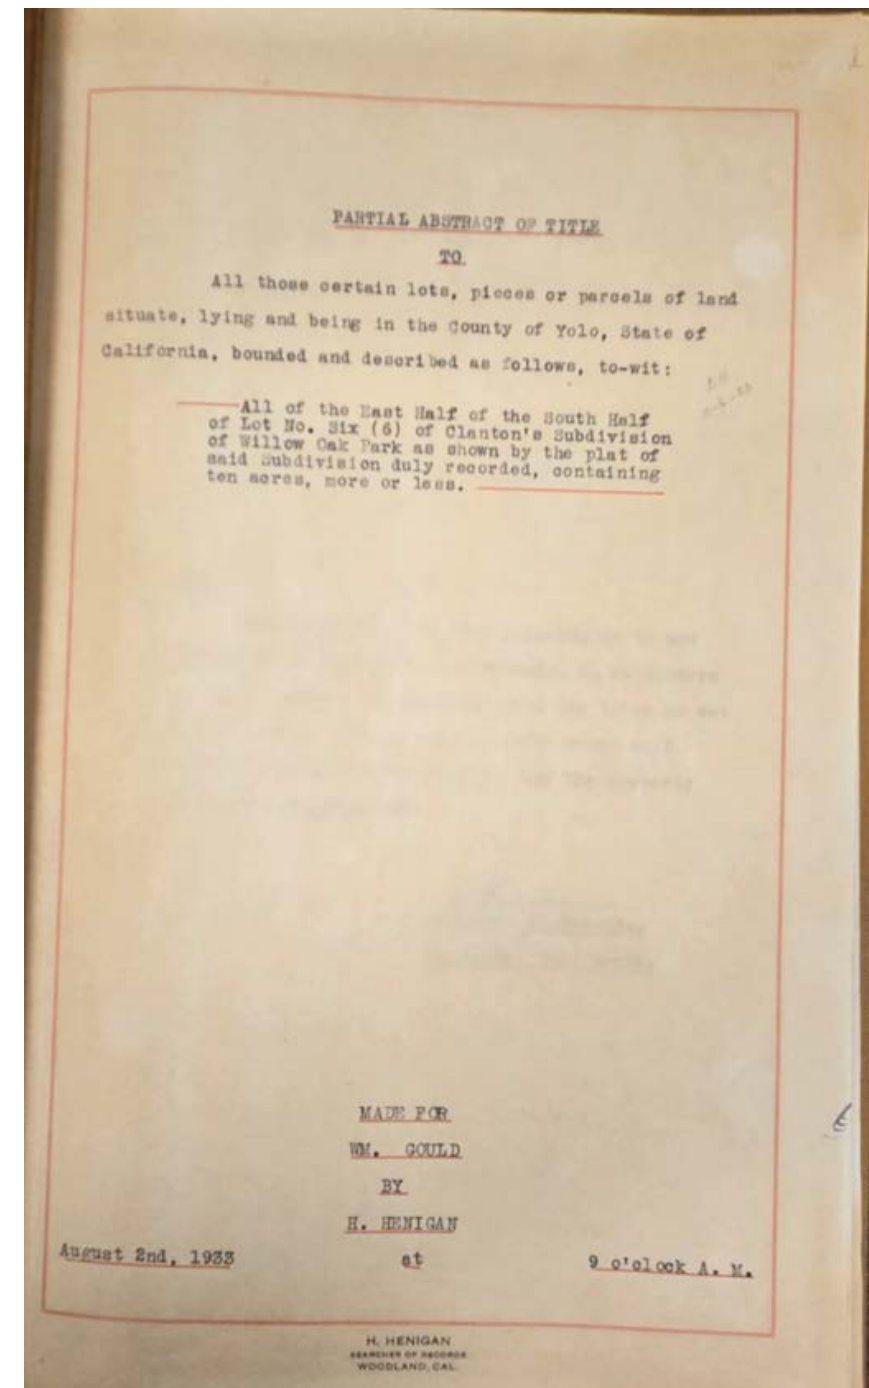 PARTIAL ABSTRACT OF TITLE
TO
All those certain lots, pieces or parcels of land
situate, lying and being in the County of Yolo, State of
California, bounded and described as follows, to-wit:
All of the East Half of the South Half
of Lot No. Six (6) of Clanton's Subdivision
of Willow Oak Park as shown by the plat of
said Subdivision duly recorded, containing
ten acres, more or less.
MADE FOR
WM. GOULD
BY
H. HENIGAN
August 2nd, 1933 at 9 o'clock A. M.
H. HENIGAN
SEARCHER OF RECORDS
WOODLAND, CAL.